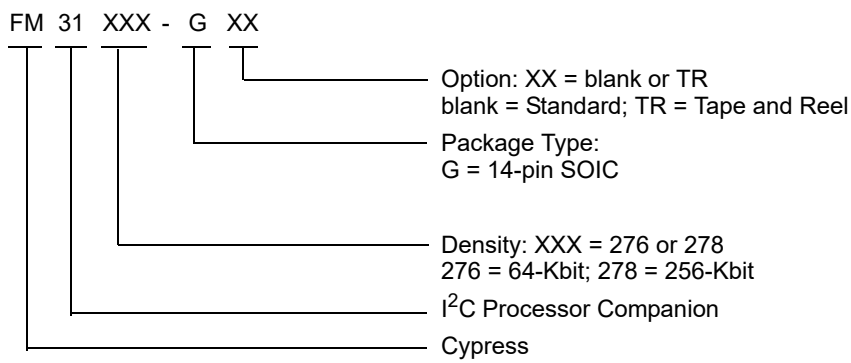 FM 31 XXX - G XX
Option: XX = blank or TR
blank = Standard; TR = Tape and Reel
Package Type:
G = 14-pin SOIC
Density: XXX = 276 or 278
276 = 64-Kbit; 278 = 256-Kbit
I²C Processor Companion
Cypress